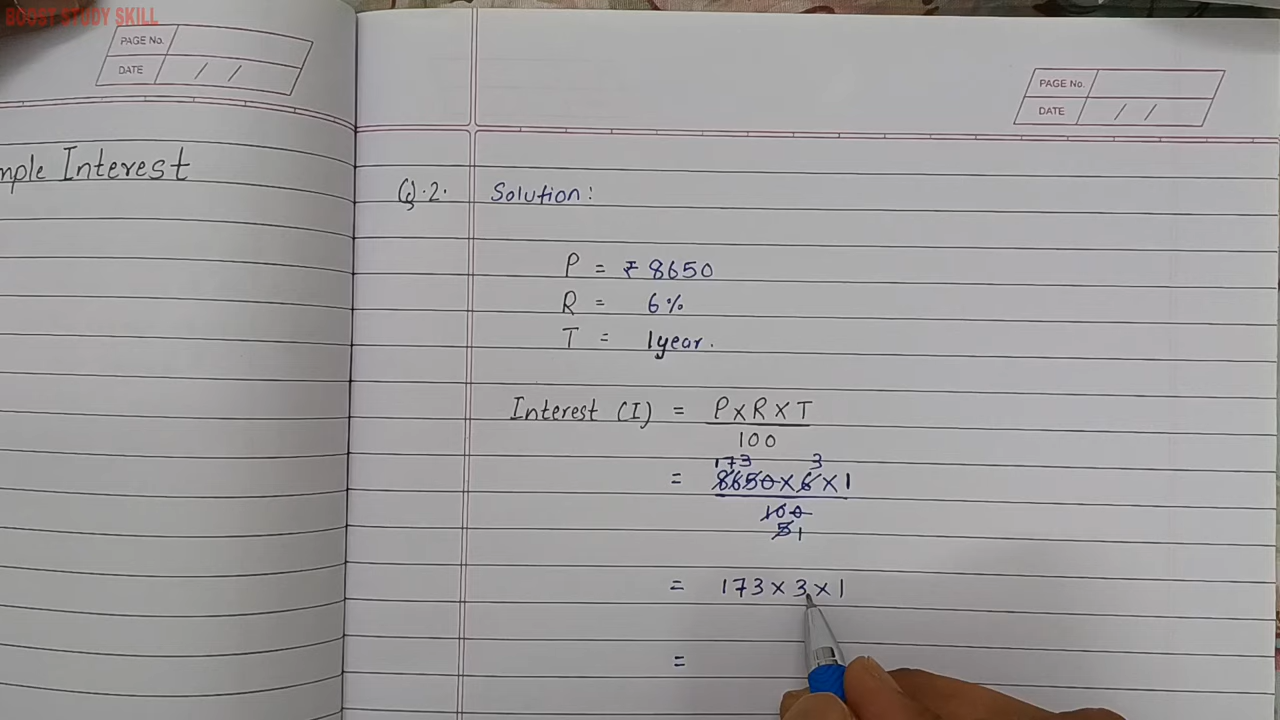 BOOST STUDY SKILL
PAGE No.
DATE / /
PAGE No.
DATE / /
mple Interest
Q.2. Solution:
P = ₹ 8650
R = 6%
T = 1year.
Interest (I) = P×R×T
100
173 3
= 8650×6×1
100
5 1
= 173×3×1
=